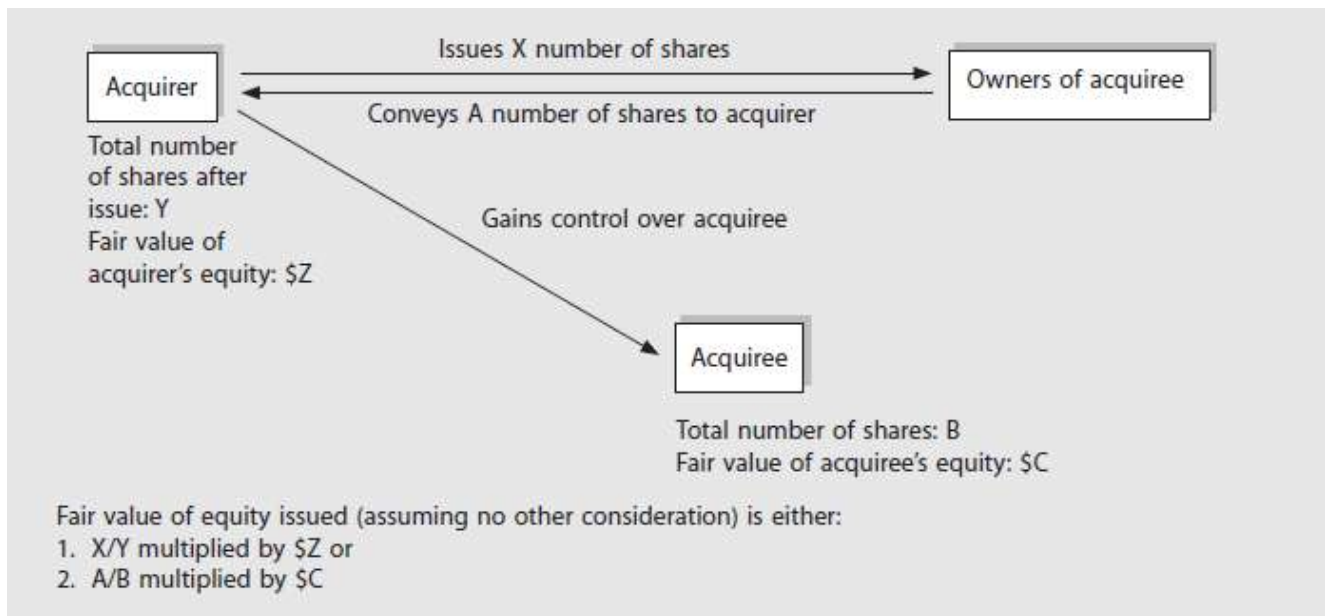 Issues X number of shares
Acquirer
Owners of acquiree
Conveys A number of shares to acquirer
Total number
of shares after
issue: Y
Fair value of
acquirer's equity: $Z
Gains control over acquiree
Acquiree
Total number of shares: B
Fair value of acquiree's equity: $C
Fair value of equity issued (assuming no other consideration) is either:
1. X/Y multiplied by $Z or
2. A/B multiplied by $C